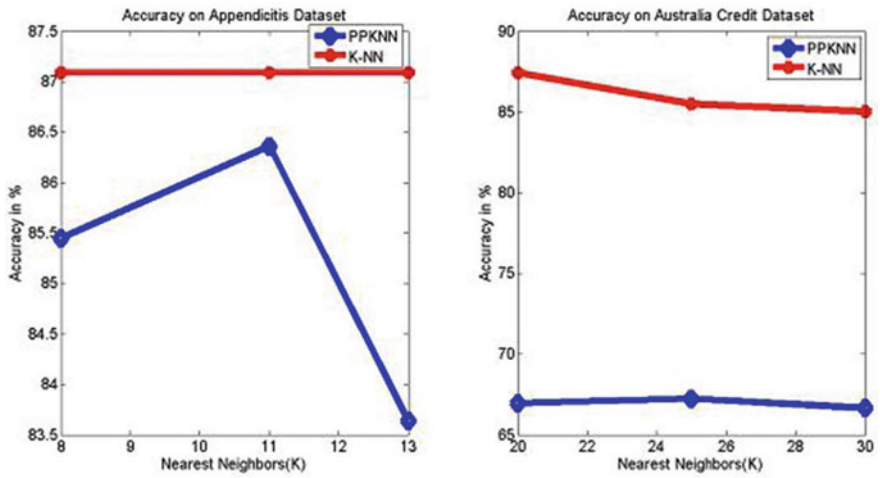 Accuracy on Appendicitis Dataset
87.5
87
86.5
86
85.5
85
84.5
84
83.5
8 9 10 11 12 13
Accuracy in %
Nearest Neighbors(K)
PPKNN
K-NN
Accuracy on Australia Credit Dataset
90
85
80
75
70
65
20 22 24 26 28 30
Accuracy in %
Nearest Neighbors(K)
PPKNN
K-NN